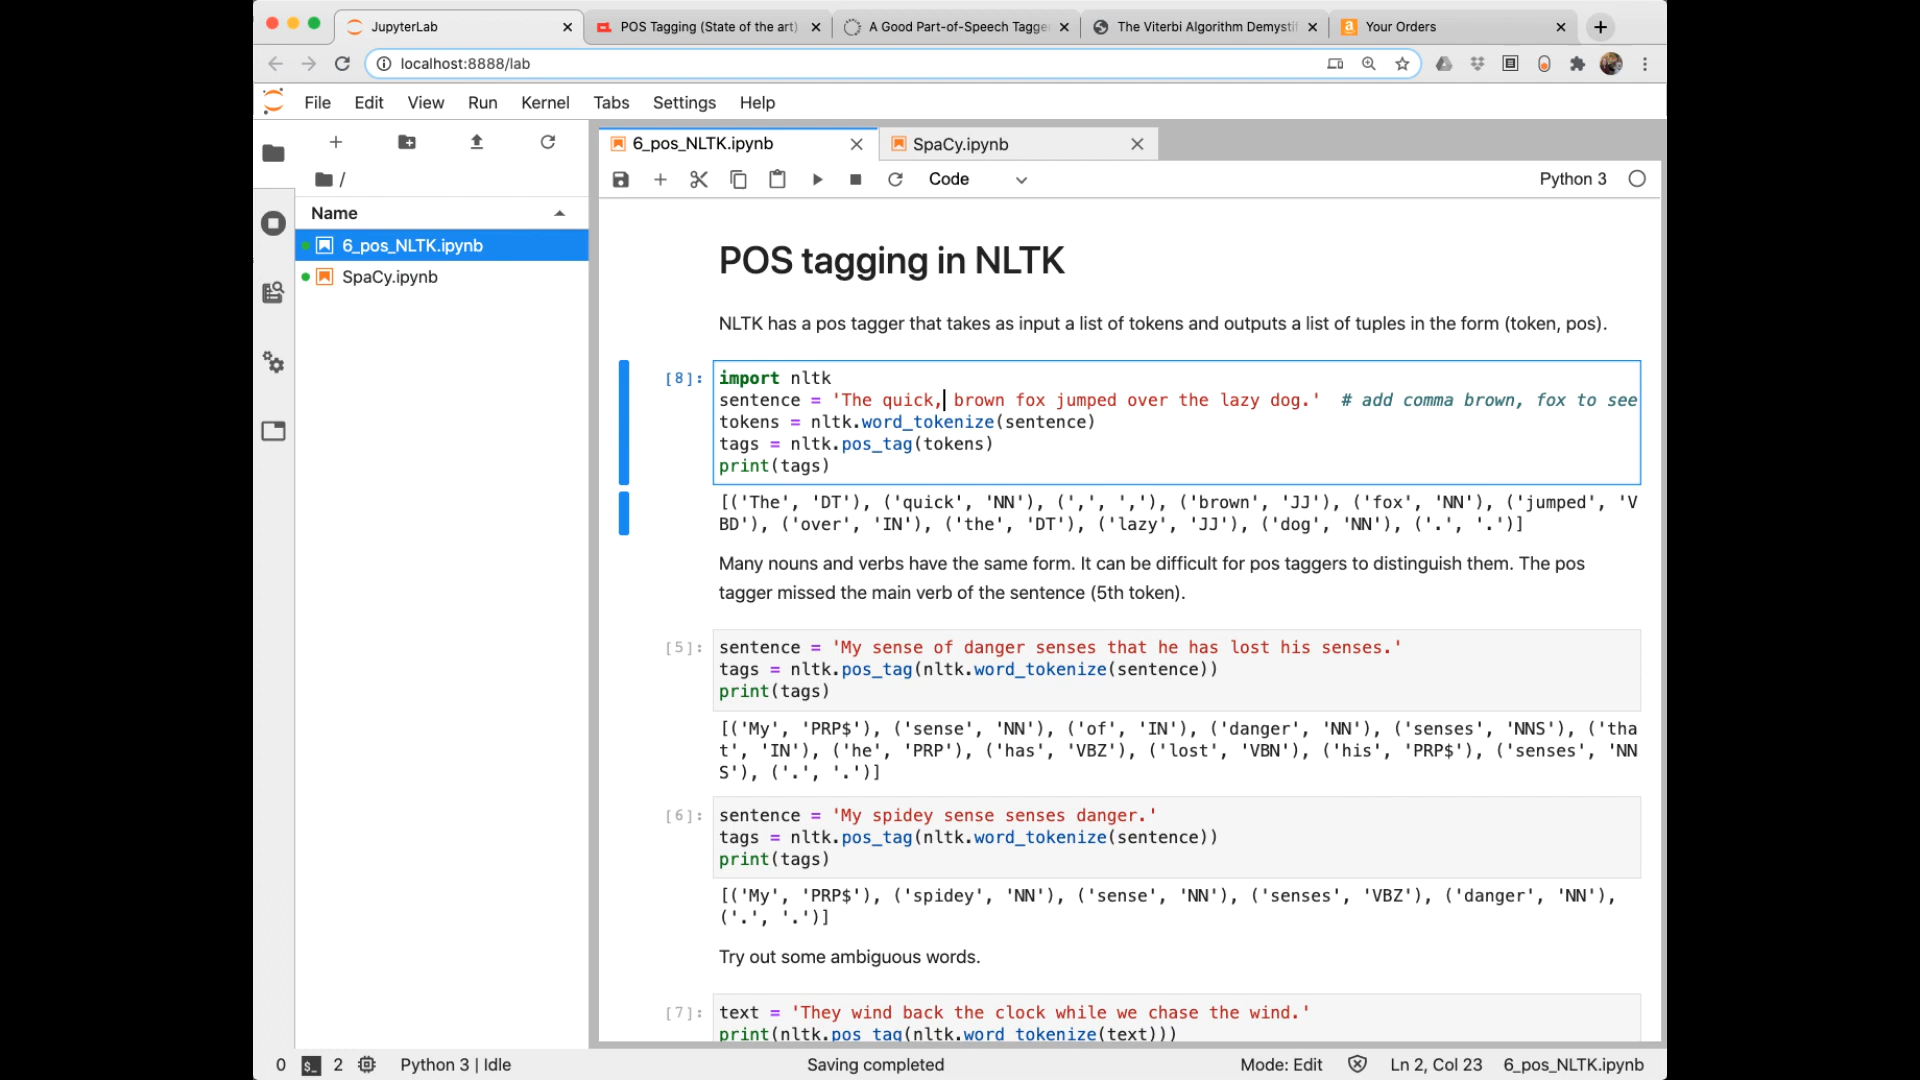 JupyterLab
POS Tagging (State of the art)
A Good Part-of-Speech Tagge
The Viterbi Algorithm Demystif
Your Orders
localhost:8888/lab
File Edit View Run Kernel Tabs Settings Help
6_pos_NLTK.ipynb
SpaCy.ipynb
/
Code
Python 3
Name
6_pos_NLTK.ipynb
SpaCy.ipynb
POS tagging in NLTK
NLTK has a pos tagger that takes as input a list of tokens and outputs a list of tuples in the form (token, pos).
[8]: import nltk
sentence = 'The quick, brown fox jumped over the lazy dog.'  # add comma brown, fox to see
tokens = nltk.word_tokenize(sentence)
tags = nltk.pos_tag(tokens)
print(tags)
[('The', 'DT'), ('quick', 'NN'), (',', ','), ('brown', 'JJ'), ('fox', 'NN'), ('jumped', 'V
BD'), ('over', 'IN'), ('the', 'DT'), ('lazy', 'JJ'), ('dog', 'NN'), ('.', '.')]
Many nouns and verbs have the same form. It can be difficult for pos taggers to distinguish them. The pos
tagger missed the main verb of the sentence (5th token).
[5]: sentence = 'My sense of danger senses that he has lost his senses.'
tags = nltk.pos_tag(nltk.word_tokenize(sentence))
print(tags)
[('My', 'PRP$'), ('sense', 'NN'), ('of', 'IN'), ('danger', 'NN'), ('senses', 'NNS'), ('tha
t', 'IN'), ('he', 'PRP'), ('has', 'VBZ'), ('lost', 'VBN'), ('his', 'PRP$'), ('senses', 'NN
S'), ('.', '.')]
[6]: sentence = 'My spidey sense senses danger.'
tags = nltk.pos_tag(nltk.word_tokenize(sentence))
print(tags)
[('My', 'PRP$'), ('spidey', 'NN'), ('sense', 'NN'), ('senses', 'VBZ'), ('danger', 'NN'),
('.', '.')]
Try out some ambiguous words.
[7]: text = 'They wind back the clock while we chase the wind.'
print(nltk.pos_tag(nltk.word_tokenize(text)))
0 $_ 2 Python 3 | Idle
Saving completed
Mode: Edit
Ln 2, Col 23
6_pos_NLTK.ipynb